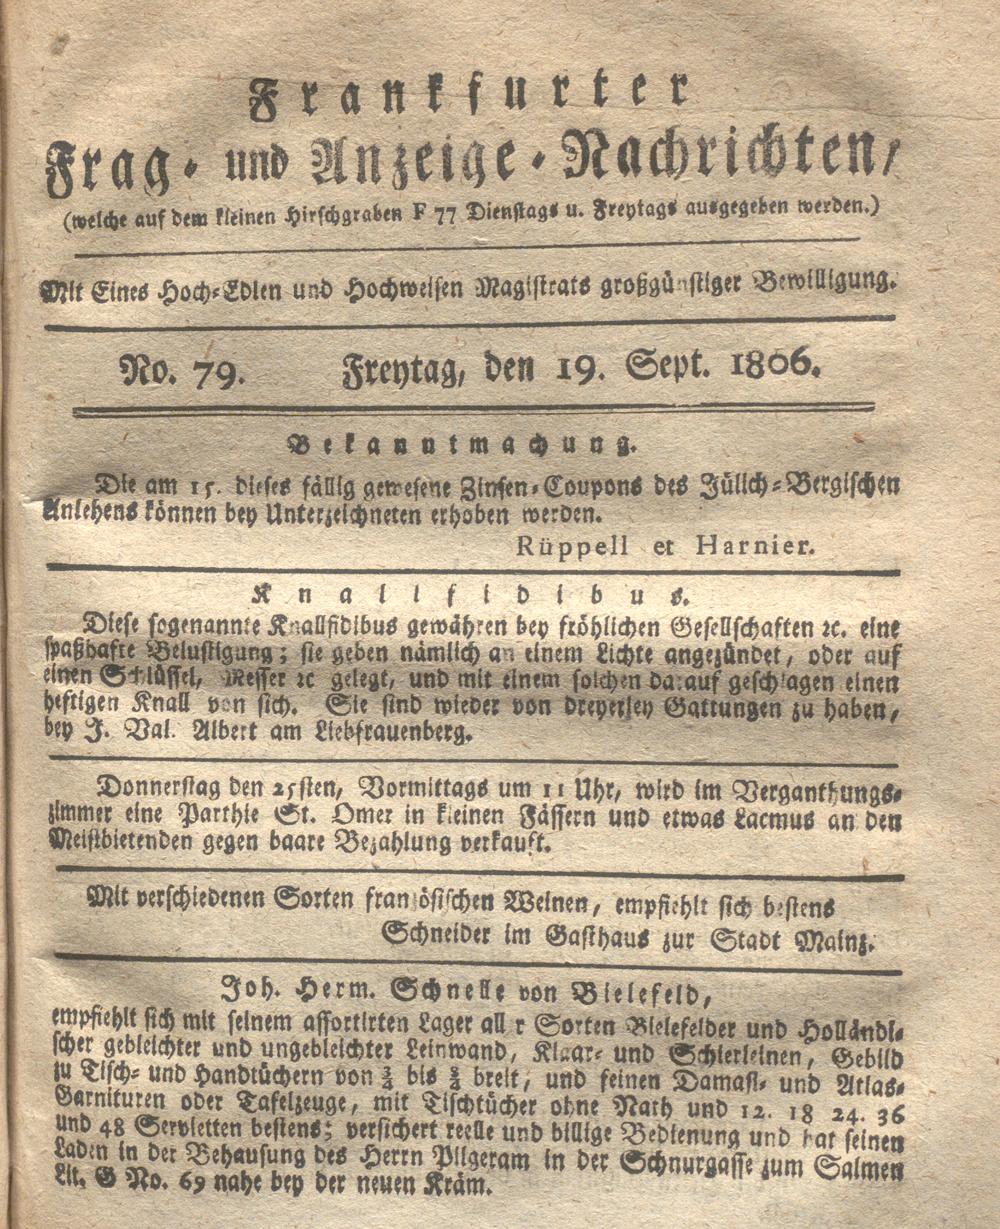 Frankfurter
Frag- und Anzeige-Nachrichten,
(welche auf dem kleinen Hirschgraben F 77 Dienstags u. Freytags ausgegeben werden.)
Mit Eines Hoch-Edlen und Hochweisen Magistrats großgünstiger Bewilligung.
No. 79. Freytag, den 19. Sept. 1806.
Bekanntmachung.
Die am 15. dieses fällig gewesene Zinsen-Coupons des Jülich-Bergischen
Anlehens können bey Unterzeichneten erhoben werden.
Rüppell et Harnier.
Knallfidibus.
Diese sogenannte Knallfidibus gewähren bey fröhlichen Gesellschaften ꝛc. eine
spaßhafte Belustigung; sie geben nämlich an einem Lichte angezündet, oder auf
einen Schlüssel, Messer ꝛc gelegt, und mit einem solchen darauf geschlagen einen
heftigen Knall von sich. Sie sind wieder von dreyerley Gattungen zu haben,
bey J. Val. Albert am Liebfrauenberg.
Donnerstag den 25sten, Vormittags um 11 Uhr, wird im Verganthungs-
zimmer eine Parthie St. Omer in kleinen Fässern und etwas Lacmus an den
Meistbietenden gegen baare Bezahlung verkauft.
Mit verschiedenen Sorten französischen Weinen, empfiehlt sich bestens
Schneider im Gasthaus zur Stadt Mainz.
Joh. Herm. Schnelle von Bielefeld,
empfiehlt sich mit seinem assortirten Lager aller Sorten Bielefelder und Holländi-
scher gebleichter und ungebleichter Leinwand, Klaar- und Schierleinen, Gebild
zu Tisch- und Handtüchern von 3/4 bis 9/4 breit, und feinen Damast- und Atlas-
Garnituren oder Tafelzeuge, mit Tischtücher ohne Nath und 12. 18 24. 36
und 48 Servietten bestens; versichert reelle und billige Bedienung und hat seinen
Laden in der Behausung des Herrn Pilgeram in der Schnurgasse zum Salmen
Lit. G No. 69 nahe bey der neuen Kräm.